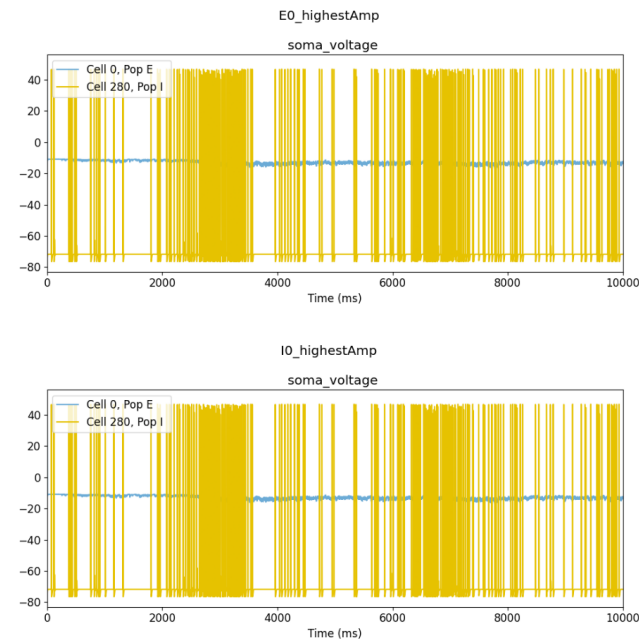 E0_highestAmp
soma_voltage
40
20
0
−20
−40
−60
−80
Cell 0, Pop E
Cell 280, Pop I
0
2000
4000
6000
8000
10000
Time (ms)
I0_highestAmp
soma_voltage
40
20
0
−20
−40
−60
−80
Cell 0, Pop E
Cell 280, Pop I
0
2000
4000
6000
8000
10000
Time (ms)